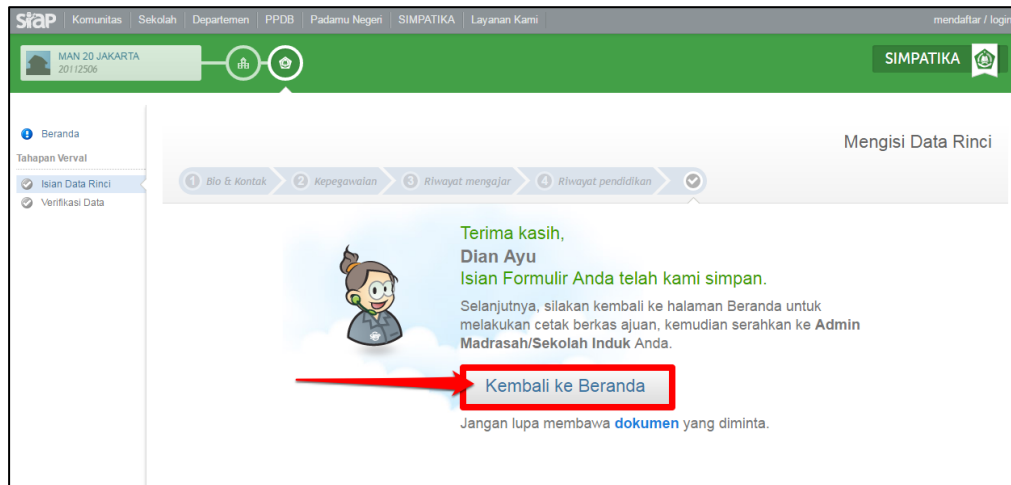 siap Komunitas Sekolah Departemen PPDB Padamu Negeri SIMPATIKA Layanan Kami mendaftar / login
MAN 20 JAKARTA
20112506
SIMPATIKA
Beranda
Tahapan Verval
Isian Data Rinci
Verifikasi Data
Mengisi Data Rinci
1 Bio & Kontak 2 Kepegawaian 3 Riwayat mengajar 4 Riwayat pendidikan
Terima kasih,
Dian Ayu
Isian Formulir Anda telah kami simpan.
Selanjutnya, silakan kembali ke halaman Beranda untuk
melakukan cetak berkas ajuan, kemudian serahkan ke Admin
Madrasah/Sekolah Induk Anda.
Kembali ke Beranda
Jangan lupa membawa dokumen yang diminta.